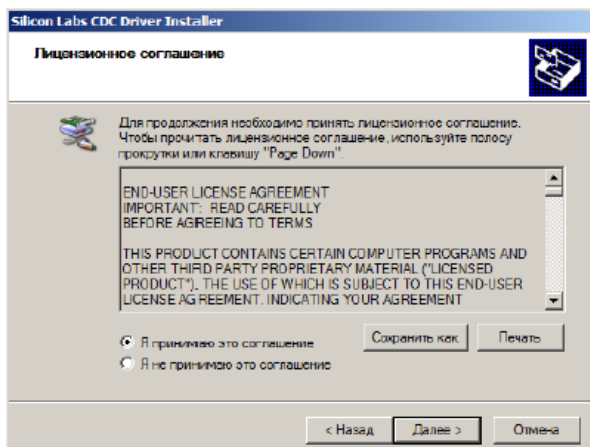 Silicon Labs CDC Driver Installer
Лицензионное соглашение
Для продолжения необходимо принять лицензионное соглашение.
Чтобы прочитать лицензионное соглашение, используйте полосу
прокрутки или клавишу "Page Down".
END-USER LICENSE AGREEMENT
IMPORTANT: READ CAREFULLY
BEFORE AGREEING TO TERMS
THIS PRODUCT CONTAINS CERTAIN COMPUTER PROGRAMS AND
OTHER THIRD PARTY PROPRIETARY MATERIAL ("LICENSED
PRODUCT"). THE USE OF WHICH IS SUBJECT TO THIS END-USER
LICENSE AGREEMENT. INDICATING YOUR AGREEMENT
Я принимаю это соглашение
Сохранить как
Печать
Я не принимаю это соглашение
< Назад
Далее >
Отмена